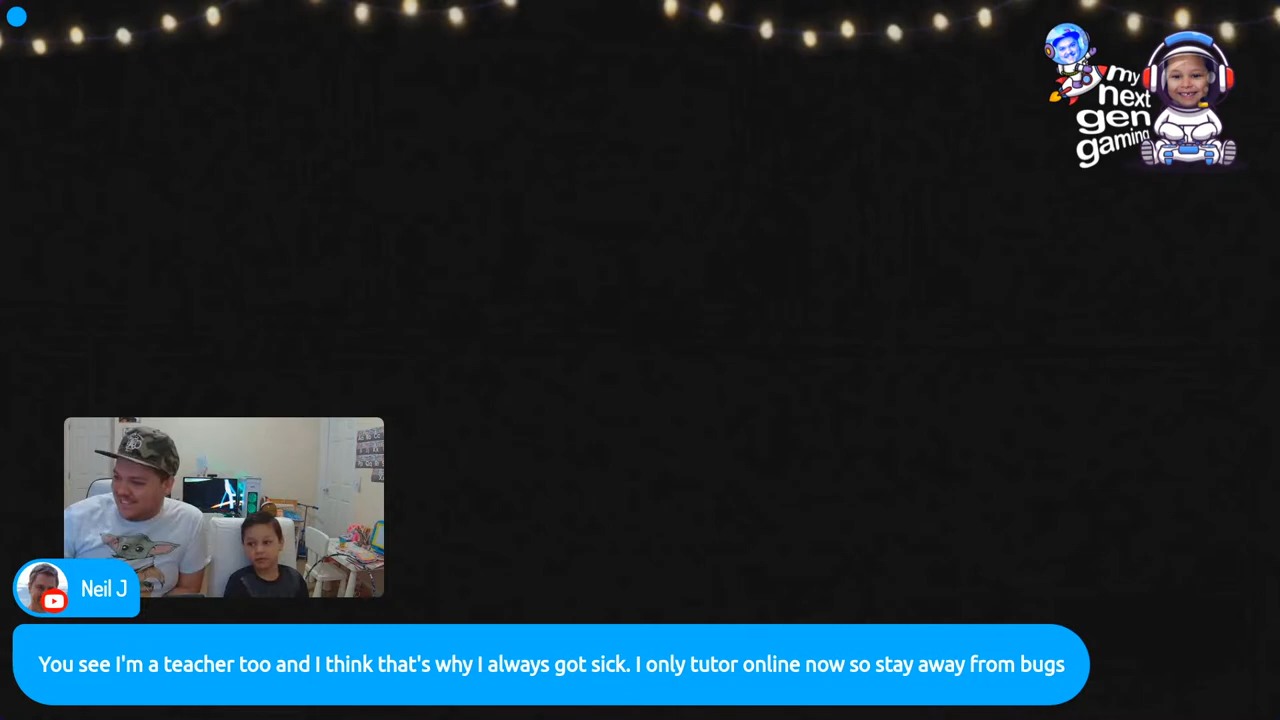 my
next
gen
gaming
Neil J
You see I'm a teacher too and I think that's why I always got sick. I only tutor online now so stay away from bugs